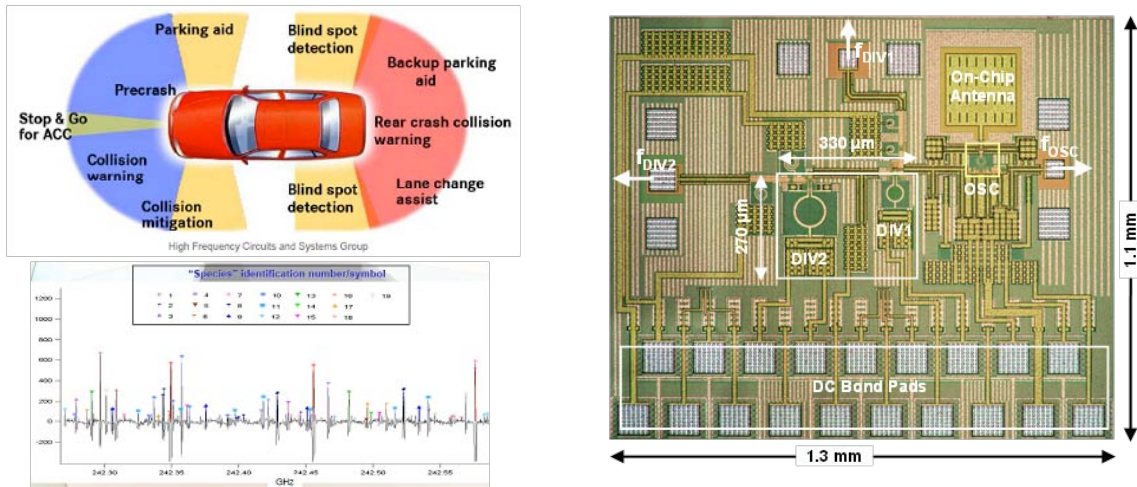 Parking aid
Blind spot
detection
Backup parking
aid
Precrash
Stop & Go
for ACC
Rear crash collision
warning
Collision
warning
Lane change
assist
Blind spot
detection
Collision
mitigation
High Frequency Circuits and Systems Group
"Species" identification number/symbol
1 4 7 10 13 16 19
2 5 8 11 14 17
3 6 9 12 15 18
1200
1000
800
600
400
200
0
-200
242.30 242.35 242.40 242.45 242.50 242.55
GHz
fDIV1
On-Chip
Antenna
330 µm
fOSC
fDIV2
OSC
270 µm
DIV1
DIV2
1.1 mm
DC Bond Pads
1.3 mm